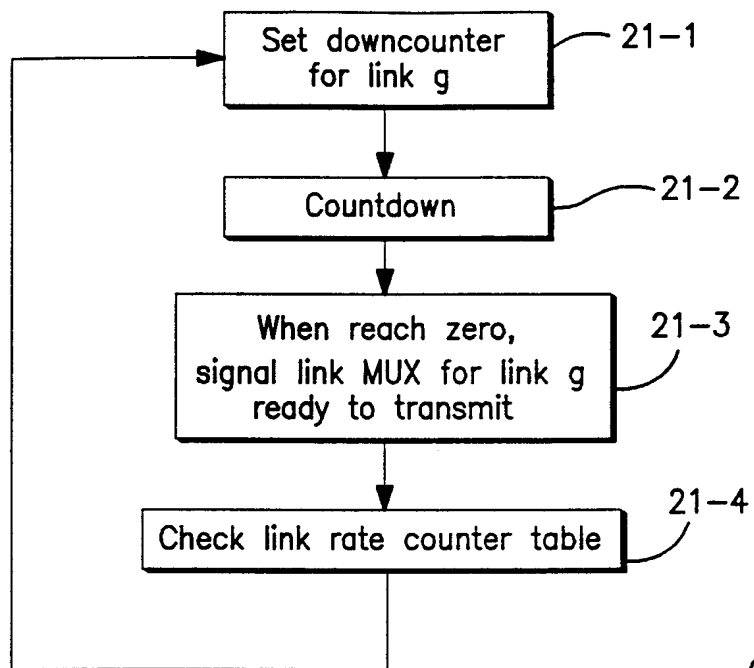 Set downcounter
for link g
21-1
Countdown
21-2
When reach zero,
signal link MUX for link g
ready to transmit
21-3
Check link rate counter table
21-4